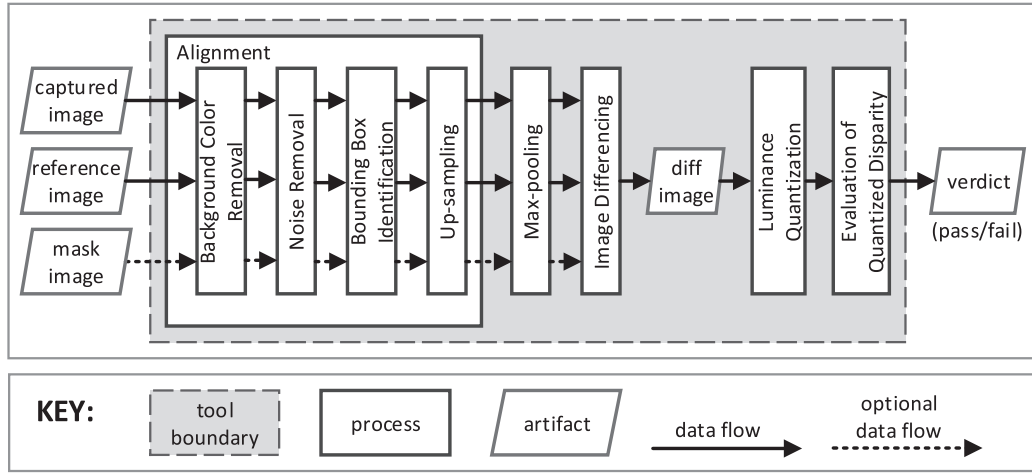 Alignment
captured
image
reference
image
mask
image
Background Color
Removal
Noise Removal
Bounding Box
Identification
Up-sampling
Max-pooling
Image Differencing
diff
image
Luminance
Quantization
Evaluation of
Quantized Disparity
verdict
(pass/fail)
KEY:
tool
boundary
process
artifact
data flow
optional
data flow